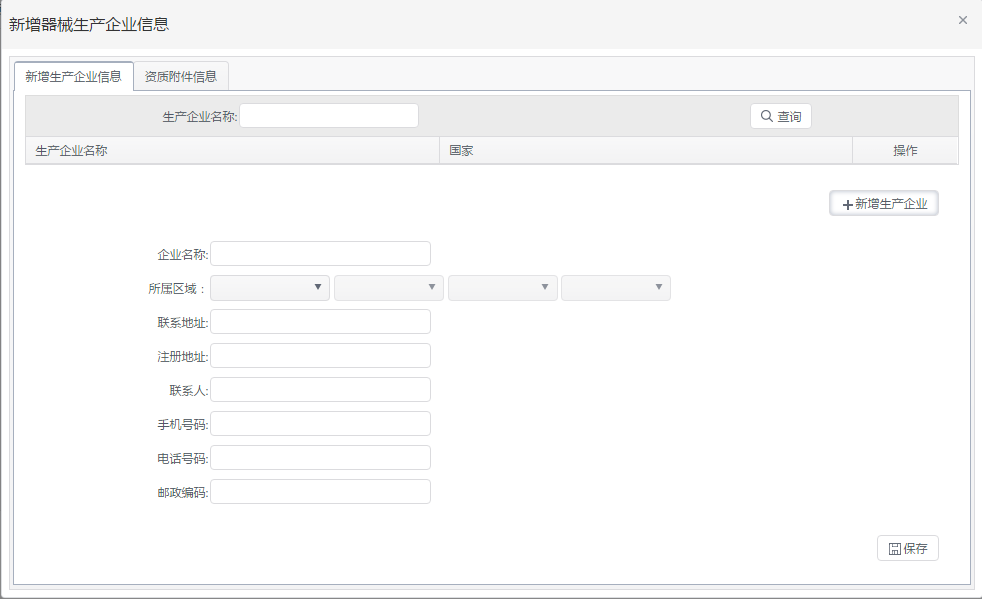 新增器械生产企业信息
新增生产企业信息 资质附件信息
生产企业名称: 查询
生产企业名称 国家 操作
新增生产企业
企业名称:
所属区域：
联系地址:
注册地址:
联系人:
手机号码:
电话号码:
邮政编码:
保存